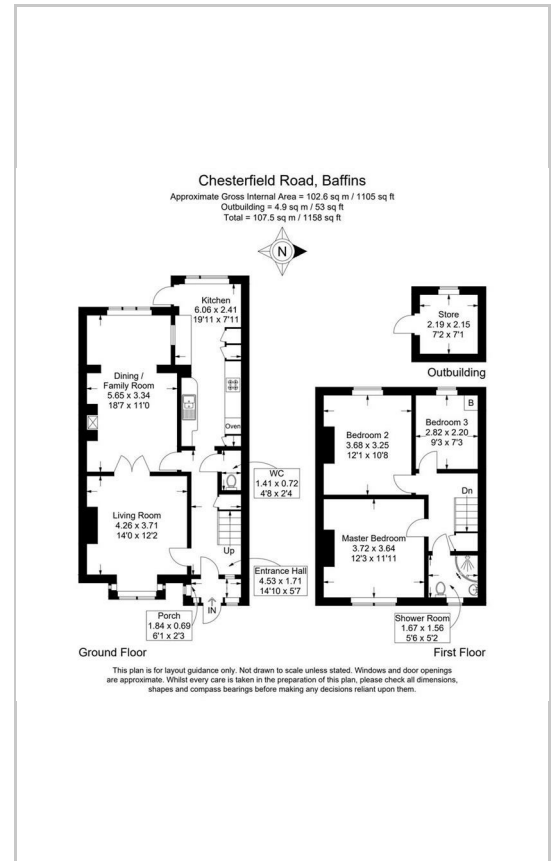 Chesterfield Road, Baffins
Approximate Gross Internal Area = 102.6 sq m / 1105 sq ft
Outbuilding = 4.9 sq m / 53 sq ft
Total = 107.5 sq m / 1158 sq ft
N
Kitchen
6.06 x 2.41
19'11 x 7'11
Dining /
Family Room
5.65 x 3.34
18'7 x 11'0
Oven
WC
1.41 x 0.72
4'8 x 2'4
Living Room
4.26 x 3.71
14'0 x 12'2
Up
Entrance Hall
4.53 x 1.71
14'10 x 5'7
Porch
1.84 x 0.69
6'1 x 2'3
IN
Ground Floor
Store
2.19 x 2.15
7'2 x 7'1
Outbuilding
Bedroom 2
3.68 x 3.25
12'1 x 10'8
B
Bedroom 3
2.82 x 2.20
9'3 x 7'3
Dn
Master Bedroom
3.72 x 3.64
12'3 x 11'11
Shower Room
1.67 x 1.56
5'6 x 5'2
First Floor
This plan is for layout guidance only. Not drawn to scale unless stated. Windows and door openings
are approximate. Whilst every care is taken in the preparation of this plan, please check all dimensions,
shapes and compass bearings before making any decisions reliant upon them.